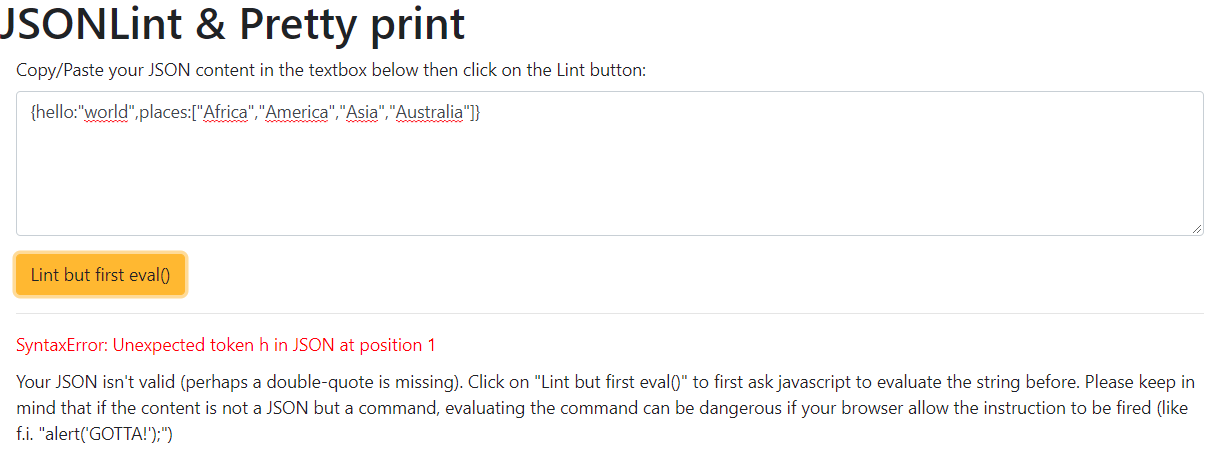 JSONLint & Pretty print
Copy/Paste your JSON content in the textbox below then click on the Lint button:
{hello:"world",places:["Africa","America","Asia","Australia"]}
Lint but first eval()
SyntaxError: Unexpected token h in JSON at position 1
Your JSON isn't valid (perhaps a double-quote is missing). Click on "Lint but first eval()" to first ask javascript to evaluate the string before. Please keep in
mind that if the content is not a JSON but a command, evaluating the command can be dangerous if your browser allow the instruction to be fired (like
f.i. "alert('GOTTA!');")